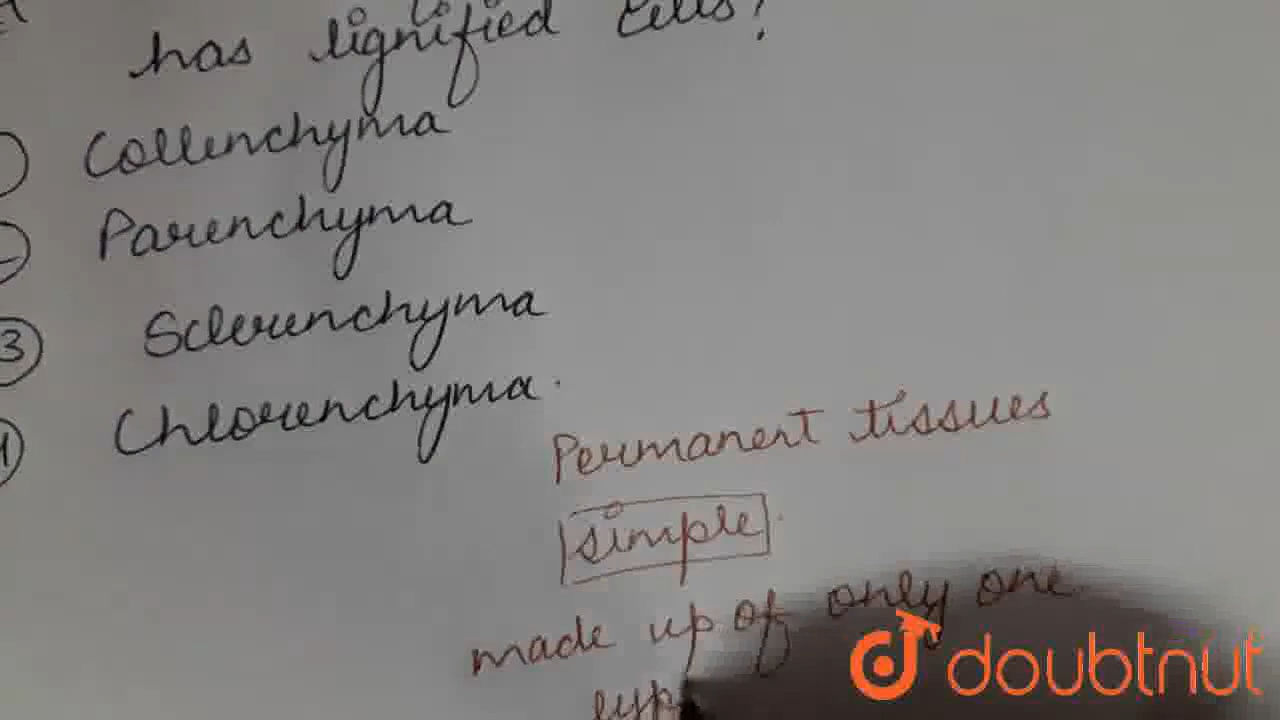 has lignified cells?
Collenchyma
Parenchyma
③ Sclerenchyma
Chlorenchyma.
Permanent tissues
simple
made up of only one
doubtnut